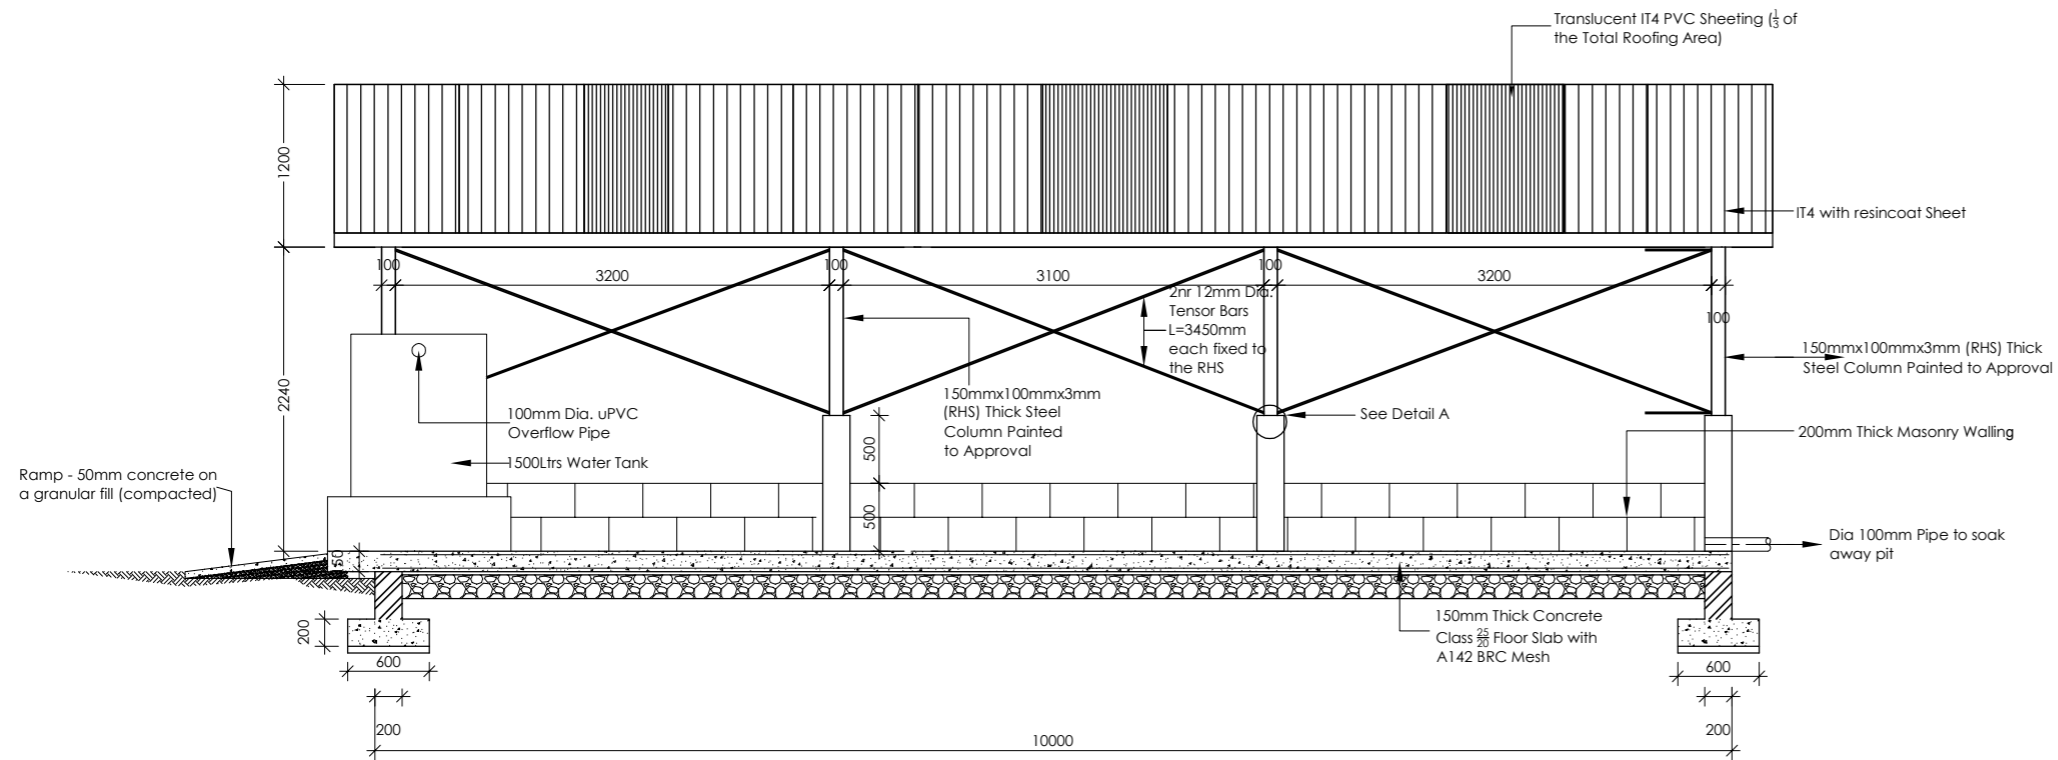 Translucent IT4 PVC Sheeting (1/3 of
the Total Roofing Area)
1200
IT4 with resincoat Sheet
100
3200
100
3100
100
3200
100
2nr 12mm Dia.
Tensor Bars
L=3450mm
each fixed to
the RHS
150mmx100mmx3mm (RHS) Thick
Steel Column Painted to Approval
2240
150mmx100mmx3mm
(RHS) Thick Steel
Column Painted
to Approval
100mm Dia. uPVC
Overflow Pipe
See Detail A
200mm Thick Masonry Walling
500
1500Ltrs Water Tank
Ramp - 50mm concrete on
a granular fill (compacted)
500
Dia 100mm Pipe to soak
away pit
150mm Thick Concrete
Class 25/20 Floor Slab with
A142 BRC Mesh
200
600
600
200
200
10000